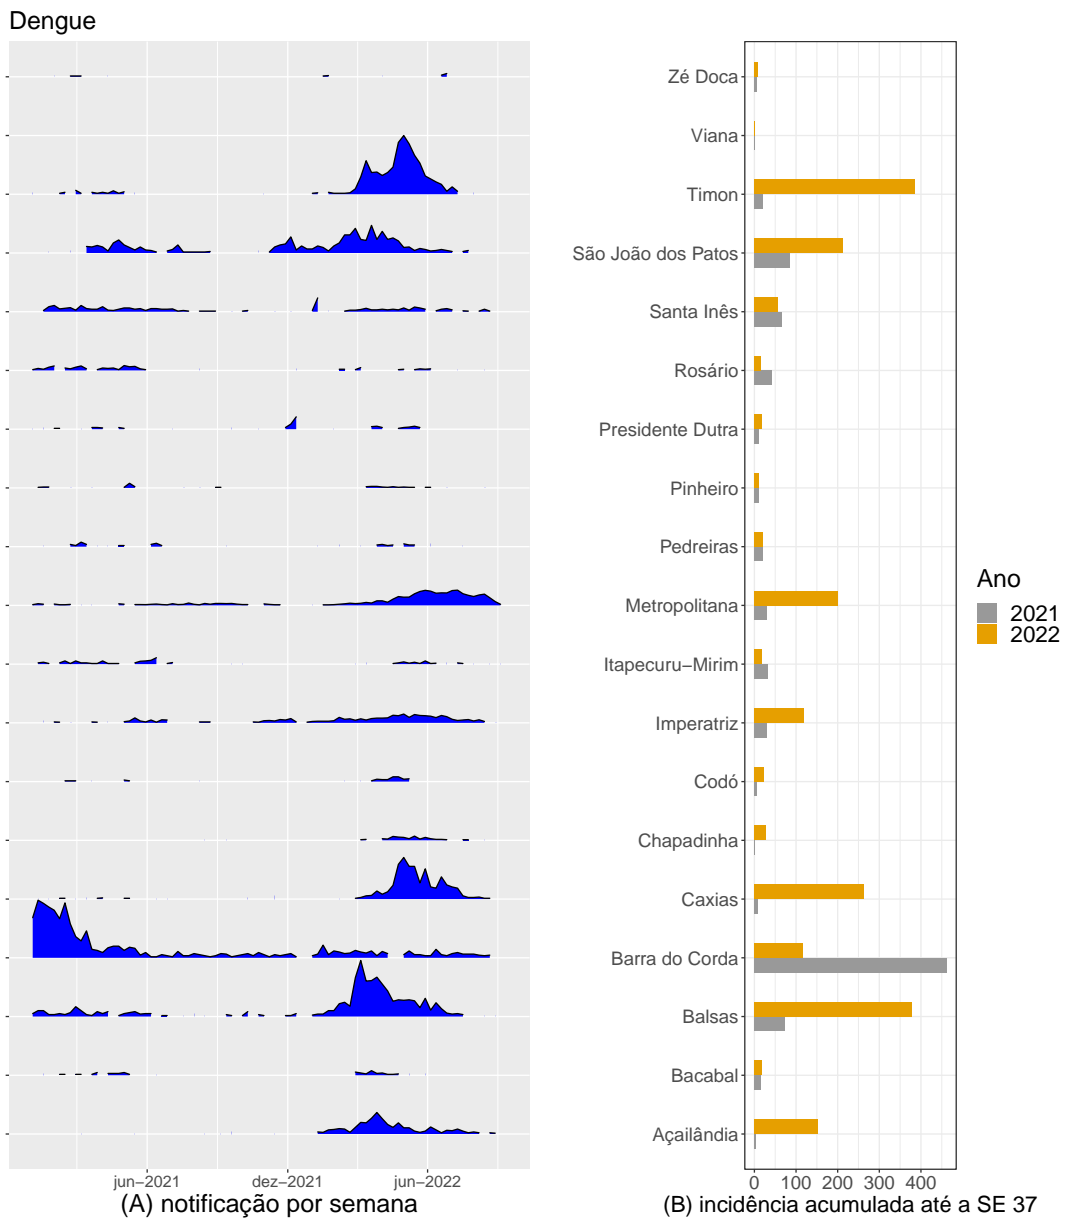 Dengue
Zé Doca
Viana
Timon
São João dos Patos
Santa Inês
Rosário
Presidente Dutra
Pinheiro
Pedreiras
Metropolitana
Itapecuru−Mirim
Imperatriz
Codó
Chapadinha
Caxias
Barra do Corda
Balsas
Bacabal
Açailândia
Ano
2021
2022
jun−2021 dez−2021 jun−2022
0 100 200 300 400
(A) notificação por semana
(B) incidência acumulada até a SE 37